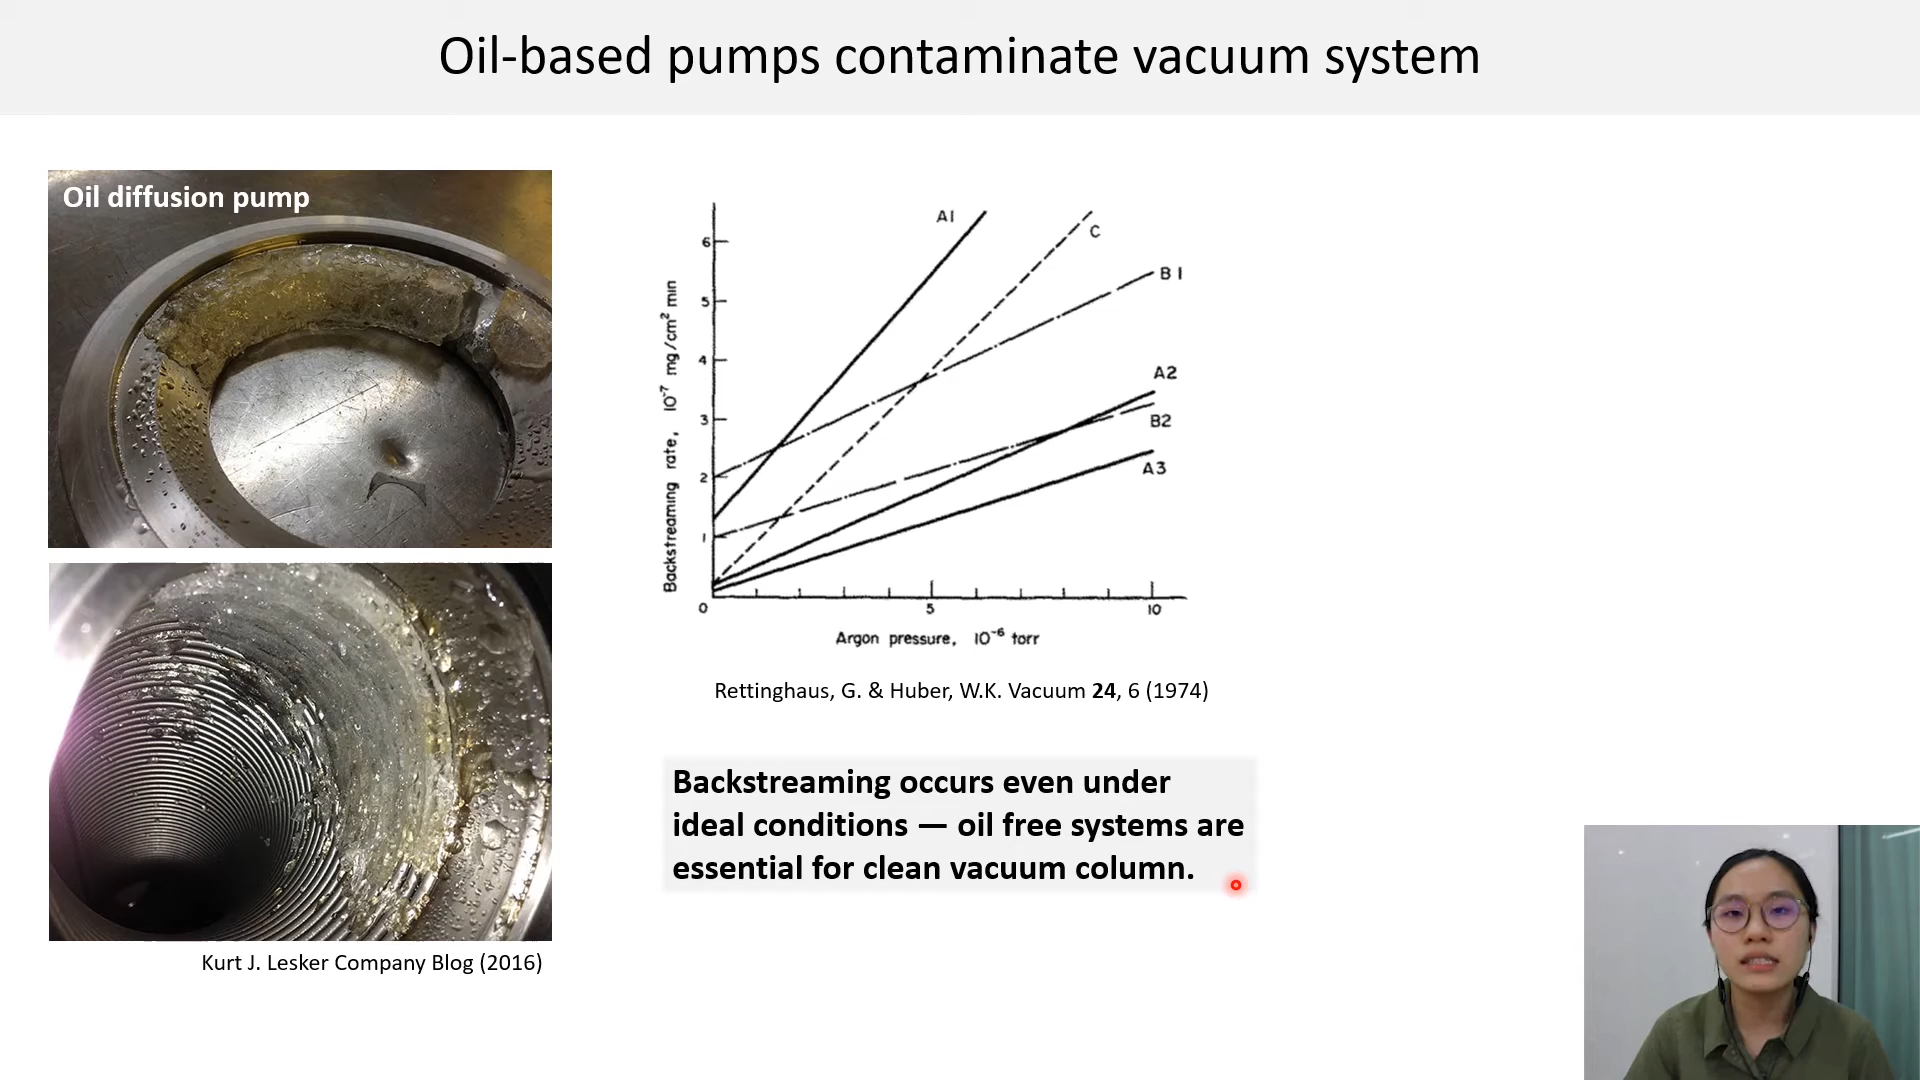 Oil-based pumps contaminate vacuum system
Oil diffusion pump
Kurt J. Lesker Company Blog (2016)
Backstreaming rate, 10⁻⁷ mg/cm² min
6
5
4
3
2
1
0
5
10
A1
C
B1
A2
B2
A3
Argon pressure, 10⁻⁶ torr
Rettinghaus, G. & Huber, W.K. Vacuum 24, 6 (1974)
Backstreaming occurs even under
ideal conditions — oil free systems are
essential for clean vacuum column.